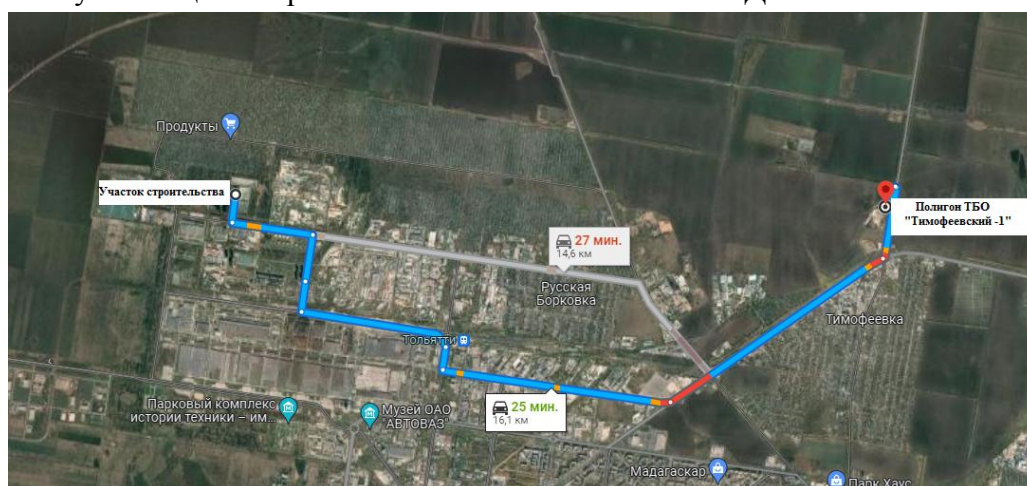 Продукты
Участок строительства
Полигон ТБО
"Тимофеевский -1"
27 мин.
14,6 км
Русская
Борковка
Тимофеевка
Тольятти
25 мин.
16,1 км
Парковый комплекс
истории техники – им...
Музей ОАО
"АВТОВАЗ"
Мадагаскар
Парк Хаус